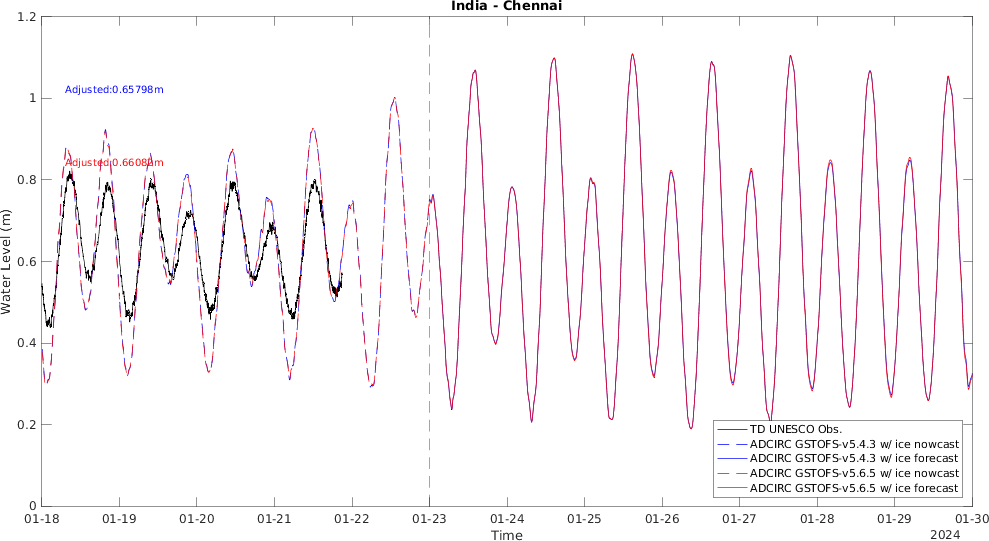 India - Chennai
Water Level (m)
1.2
1
0.8
0.6
0.4
0.2
0
Adjusted:0.65798m
Adjusted:0.66082m
TD UNESCO Obs.
ADCIRC GSTOFS-v5.4.3 w/ ice nowcast
ADCIRC GSTOFS-v5.4.3 w/ ice forecast
ADCIRC GSTOFS-v5.6.5 w/ ice nowcast
ADCIRC GSTOFS-v5.6.5 w/ ice forecast
01-18 01-19 01-20 01-21 01-22 01-23 01-24 01-25 01-26 01-27 01-28 01-29 01-30
Time
2024